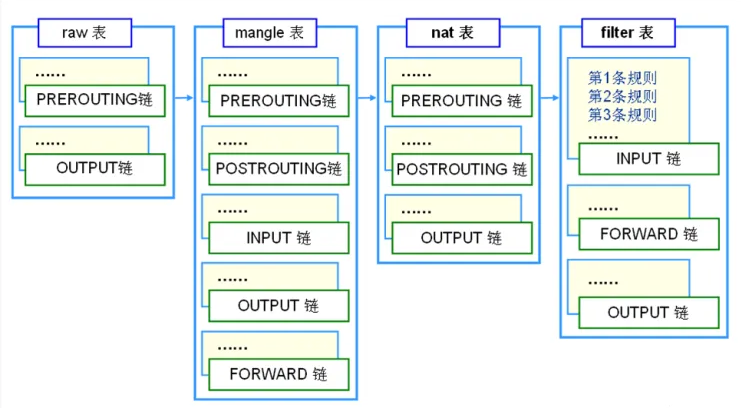 raw 表
……
PREROUTING链
……
OUTPUT链
mangle 表
……
PREROUTING链
……
POSTROUTING链
……
INPUT 链
……
OUTPUT 链
……
FORWARD 链
nat 表
……
PREROUTING 链
……
POSTROUTING 链
……
OUTPUT 链
filter 表
第1条规则
第2条规则
第3条规则
……
INPUT 链
……
FORWARD 链
……
OUTPUT 链